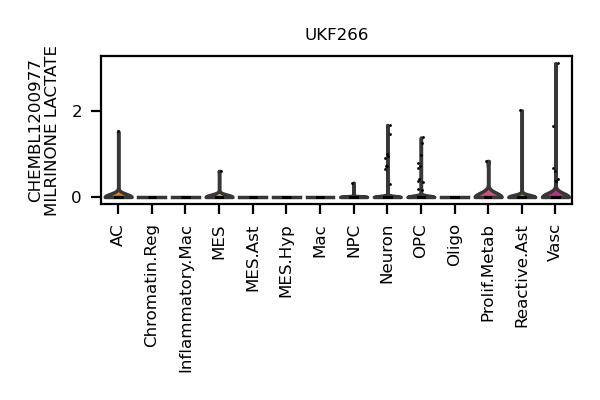 UKF266
CHEMBL1200977
MILRINONE LACTATE
2
0
AC
Chromatin.Reg
Inflammatory.Mac
MES
MES.Ast
MES.Hyp
Mac
NPC
Neuron
OPC
Oligo
Prolif.Metab
Reactive.Ast
Vasc